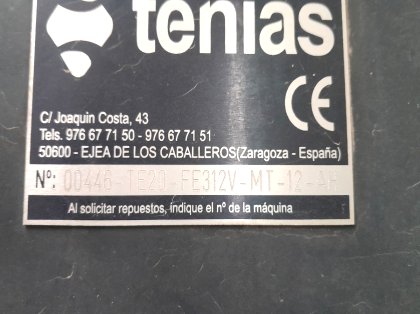 tenias
CE
C/ Joaquin Costa, 43
Tels. 976 67 71 50 - 976 67 71 51
50600 - EJEA DE LOS CABALLEROS(Zaragoza - España)
Nº: 00446-TE20-FE312V-MT-12-AH
Al solicitar repuestos, indique el nº de la máquina